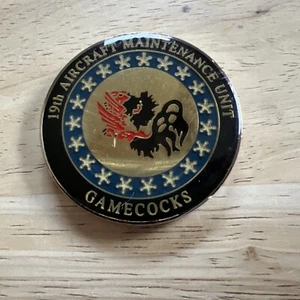 19th AIRCRAFT MAINTENANCE UNIT
GAMECOCKS